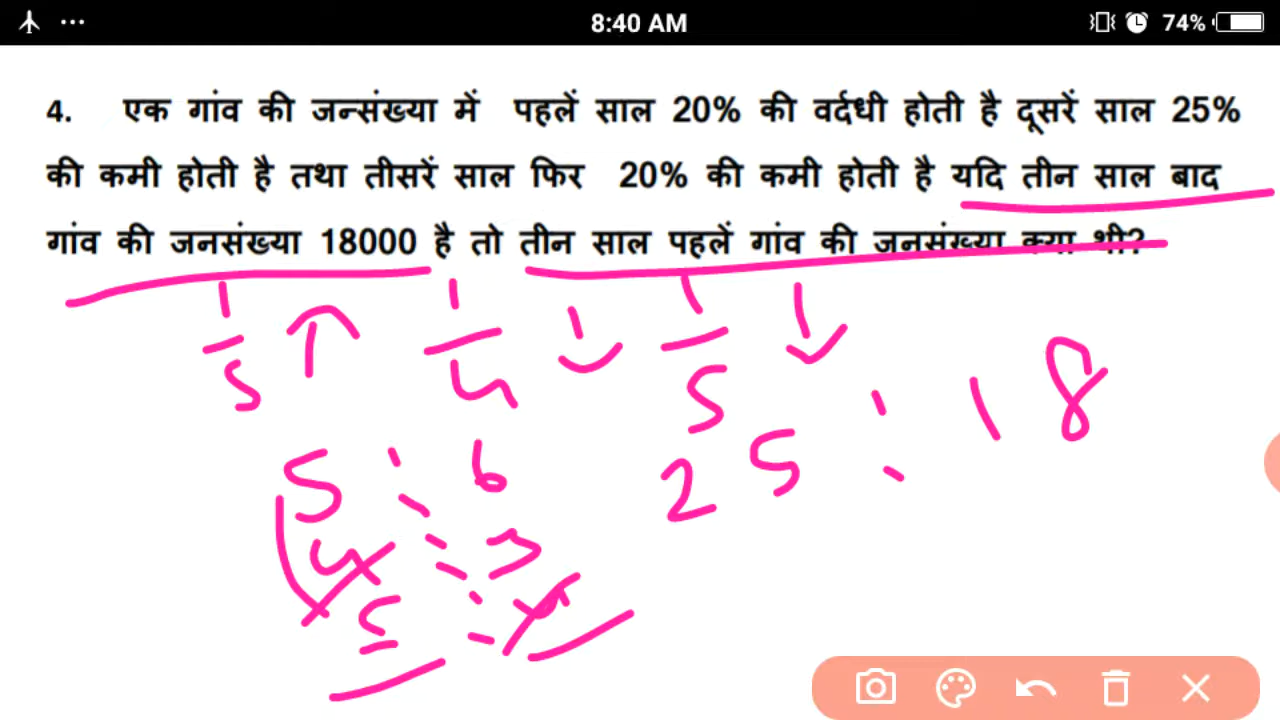 8:40 AM 74%
4. एक गांव की जन्संख्या में पहलें साल 20% की वर्दधी होती है दूसरें साल 25%
की कमी होती है तथा तीसरें साल फिर 20% की कमी होती है यदि तीन साल बाद
गांव की जनसंख्या 18000 है तो तीन साल पहलें गांव की जनसंख्या क्या थी?
1/5 ↑ 1/4 ↓ 1/5 ↓
25 : 18
5 : 6
4 : 3
5 : 4